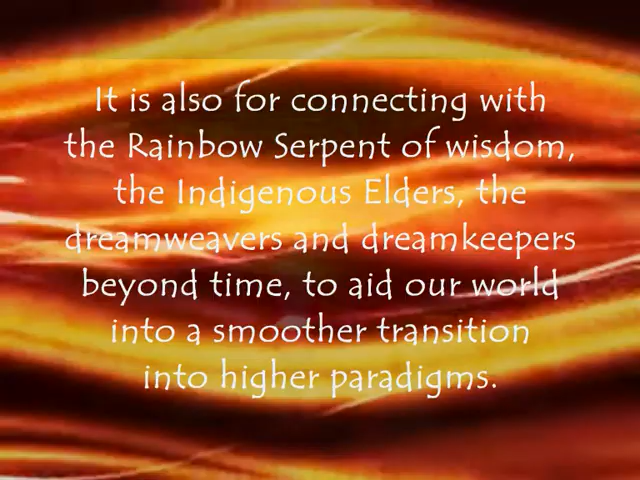 It is also for connecting with
the Rainbow Serpent of wisdom,
the Indigenous Elders, the
dreamweavers and dreamkeepers
beyond time, to aid our world
into a smoother transition
into higher paradigms.